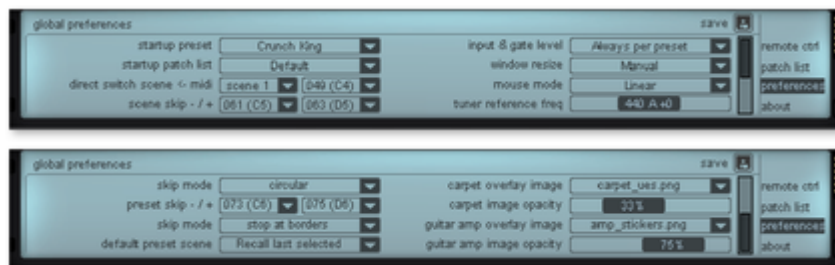 global preferences save
startup preset Crunch King input & gate level Always per preset remote ctrl
startup patch list Default window resize Manual patch list
direct switch scene <- midi scene 1 049 (C4) mouse mode Linear preferences
scene skip - / + 061 (C5) 063 (D5) tuner reference freq 440 A +0 about
global preferences save
skip mode circular carpet overlay image carpet_ues.png remote ctrl
preset skip - / + 073 (C6) 075 (D6) carpet image opacity 33% patch list
skip mode stop at borders guitar amp overlay image amp_stickers.png preferences
default preset scene Recall last selected guitar amp image opacity 75% about